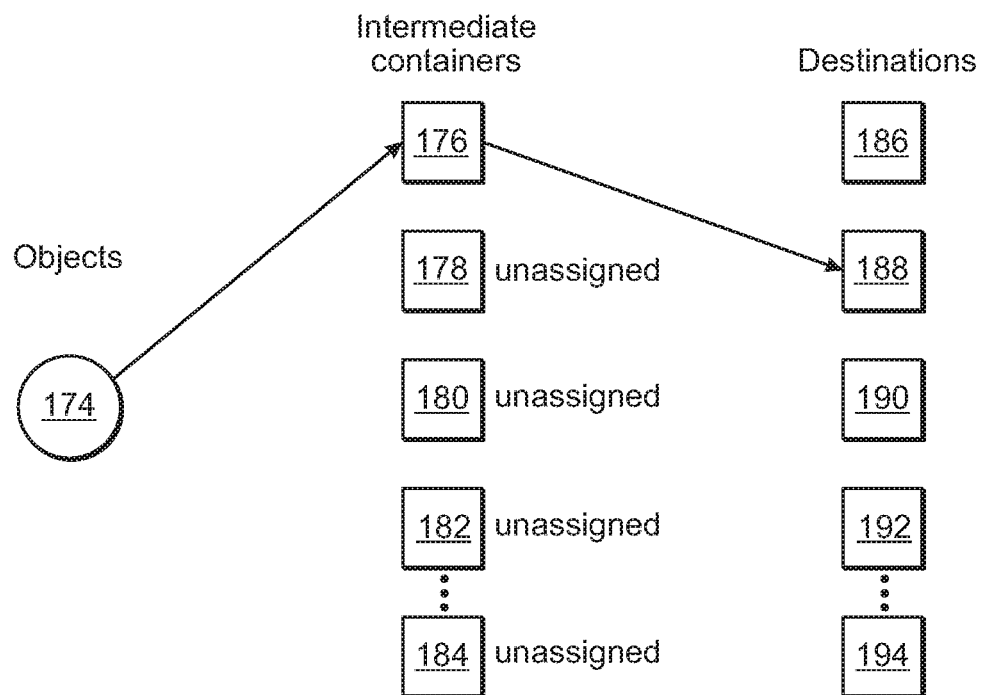 Intermediate
containers
Destinations
176
186
Objects
178 unassigned
188
174
180 unassigned
190
182 unassigned
192
184 unassigned
194